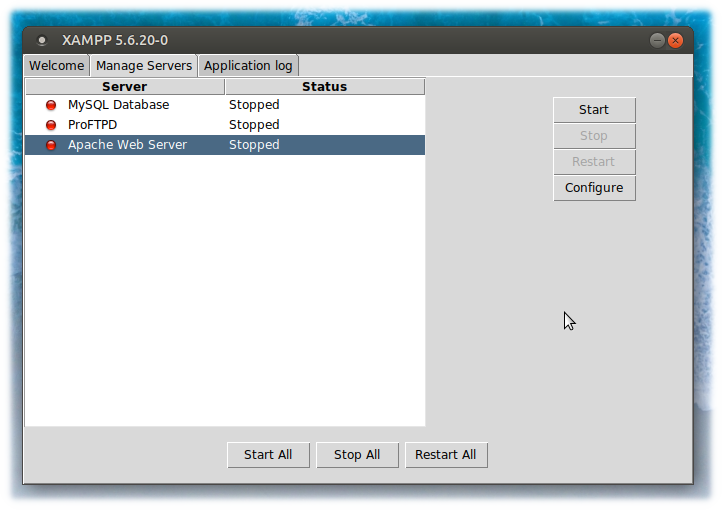 XAMPP 5.6.20-0
Welcome Manage Servers Application log
Server Status
MySQL Database Stopped
ProFTPD Stopped
Apache Web Server Stopped
Start
Stop
Restart
Configure
Start All Stop All Restart All